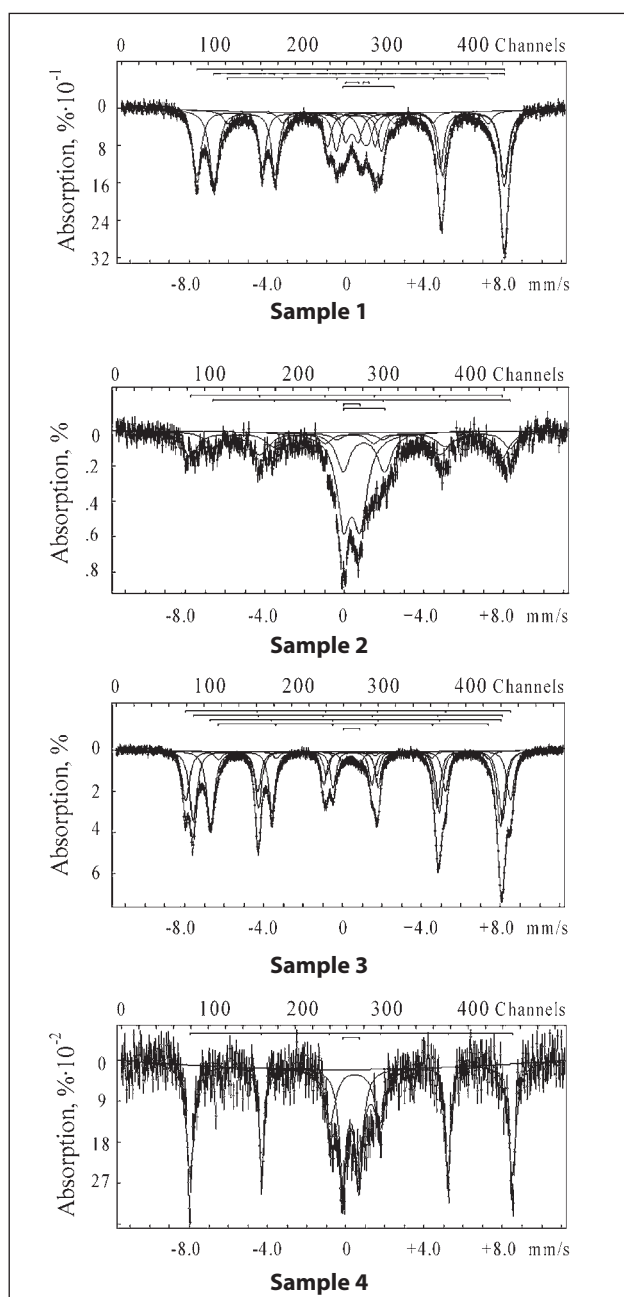 0 100 200 300 400 Channels
Absorption, %·10⁻¹
0
8
16
24
32
-8.0 -4.0 0 +4.0 +8.0 mm/s
Sample 1
0 100 200 300 400 Channels
Absorption, %
0
.2
.4
.6
.8
-8.0 -4.0 0 −4.0 +8.0 mm/s
Sample 2
0 100 200 300 400 Channels
Absorption, %
0
2
4
6
-8.0 -4.0 0 −4.0 +8.0 mm/s
Sample 3
0 100 200 300 400 Channels
Absorption, %·10⁻²
0
9
18
27
-8.0 -4.0 0 +4.0 +8.0 mm/s
Sample 4